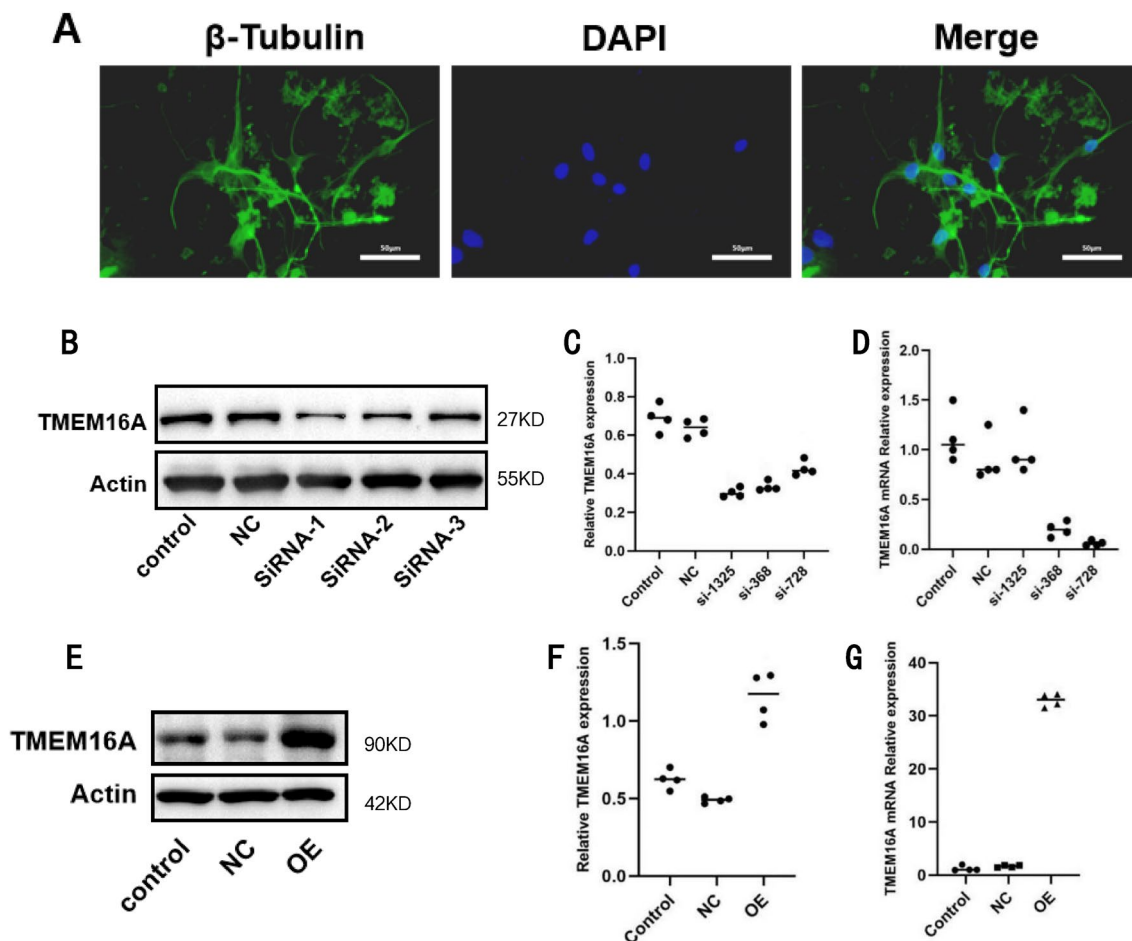 A
β-Tubulin
DAPI
Merge
50μm
50μm
50μm
B
TMEM16A
27KD
Actin
55KD
control
NC
SiRNA-1
SiRNA-2
SiRNA-3
C
Relative TMEM16A expression
1.0
0.8
0.6
0.4
0.2
0.0
Control
NC
si-1325
si-368
si-728
D
TMEM16A mRNA Relative expression
2.0
1.5
1.0
0.5
0.0
Control
NC
si-1325
si-368
si-728
E
TMEM16A
90KD
Actin
42KD
control
NC
OE
F
Relative TMEM16A expression
1.5
1.0
0.5
0.0
Control
NC
OE
G
TMEM16A mRNA Relative expression
40
30
20
10
0
Control
NC
OE